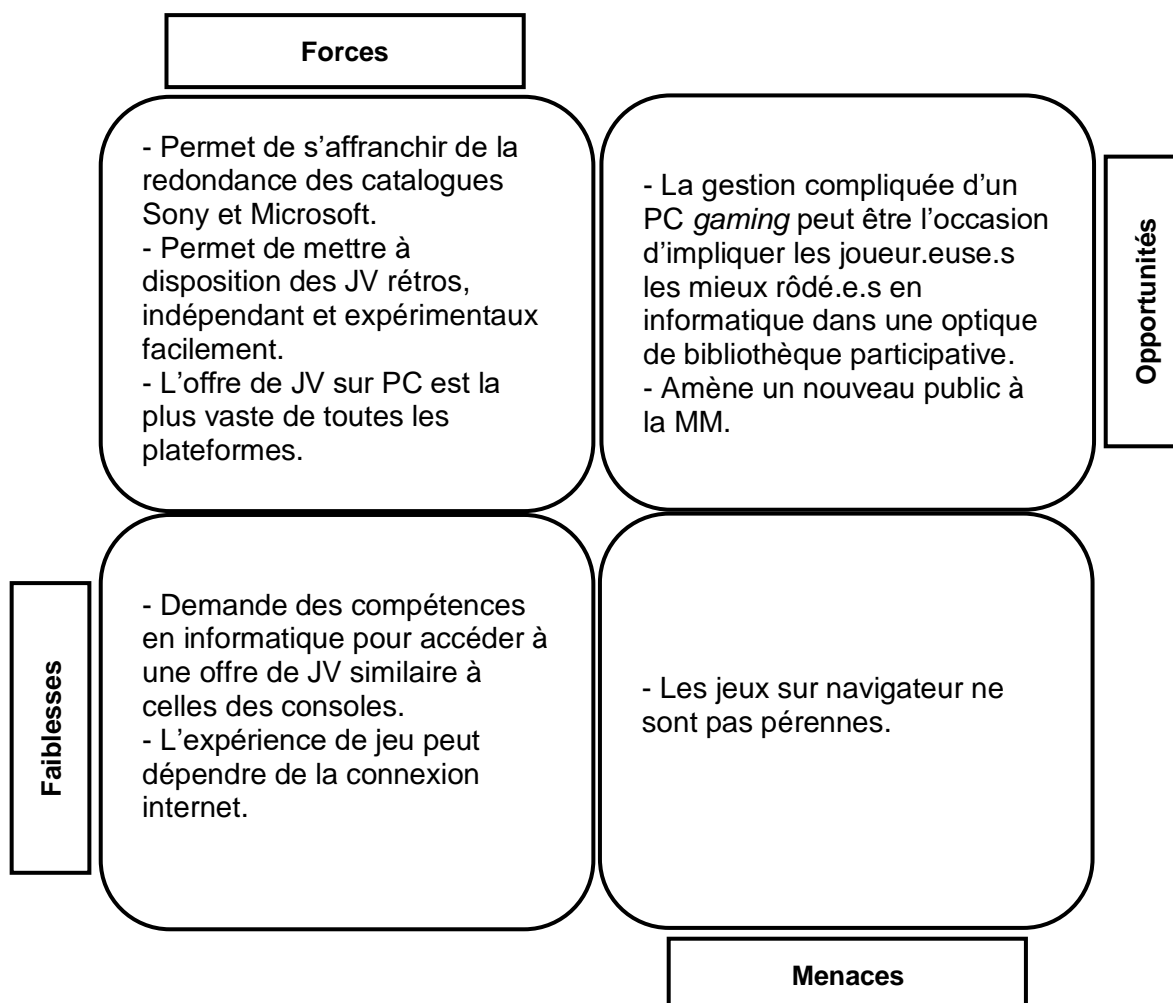 Forces
- Permet de s’affranchir de la
redondance des catalogues
Sony et Microsoft.
- Permet de mettre à
disposition des JV rétros,
indépendant et expérimentaux
facilement.
- L’offre de JV sur PC est la
plus vaste de toutes les
plateformes.
- La gestion compliquée d’un
PC gaming peut être l’occasion
d’impliquer les joueur.euse.s
les mieux rôdé.e.s en
informatique dans une optique
de bibliothèque participative.
- Amène un nouveau public à
la MM.
Opportunités
Faiblesses
- Demande des compétences
en informatique pour accéder à
une offre de JV similaire à
celles des consoles.
- L’expérience de jeu peut
dépendre de la connexion
internet.
- Les jeux sur navigateur ne
sont pas pérennes.
Menaces